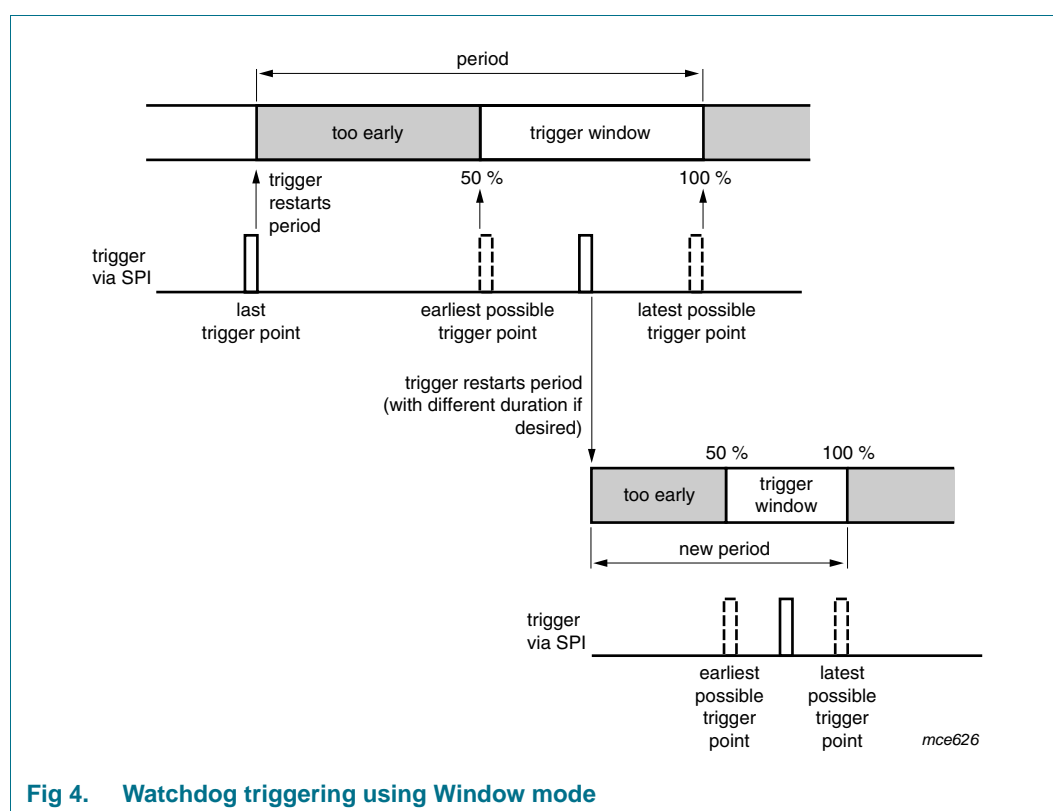 period
too early
trigger window
trigger
restarts
period
50 %
100 %
trigger
via SPI
last
trigger point
earliest possible
trigger point
latest possible
trigger point
trigger restarts period
(with different duration if
desired)
50 %
100 %
too early
trigger
window
new period
trigger
via SPI
earliest
possible
trigger
point
latest
possible
trigger
point
mce626
Fig 4. Watchdog triggering using Window mode